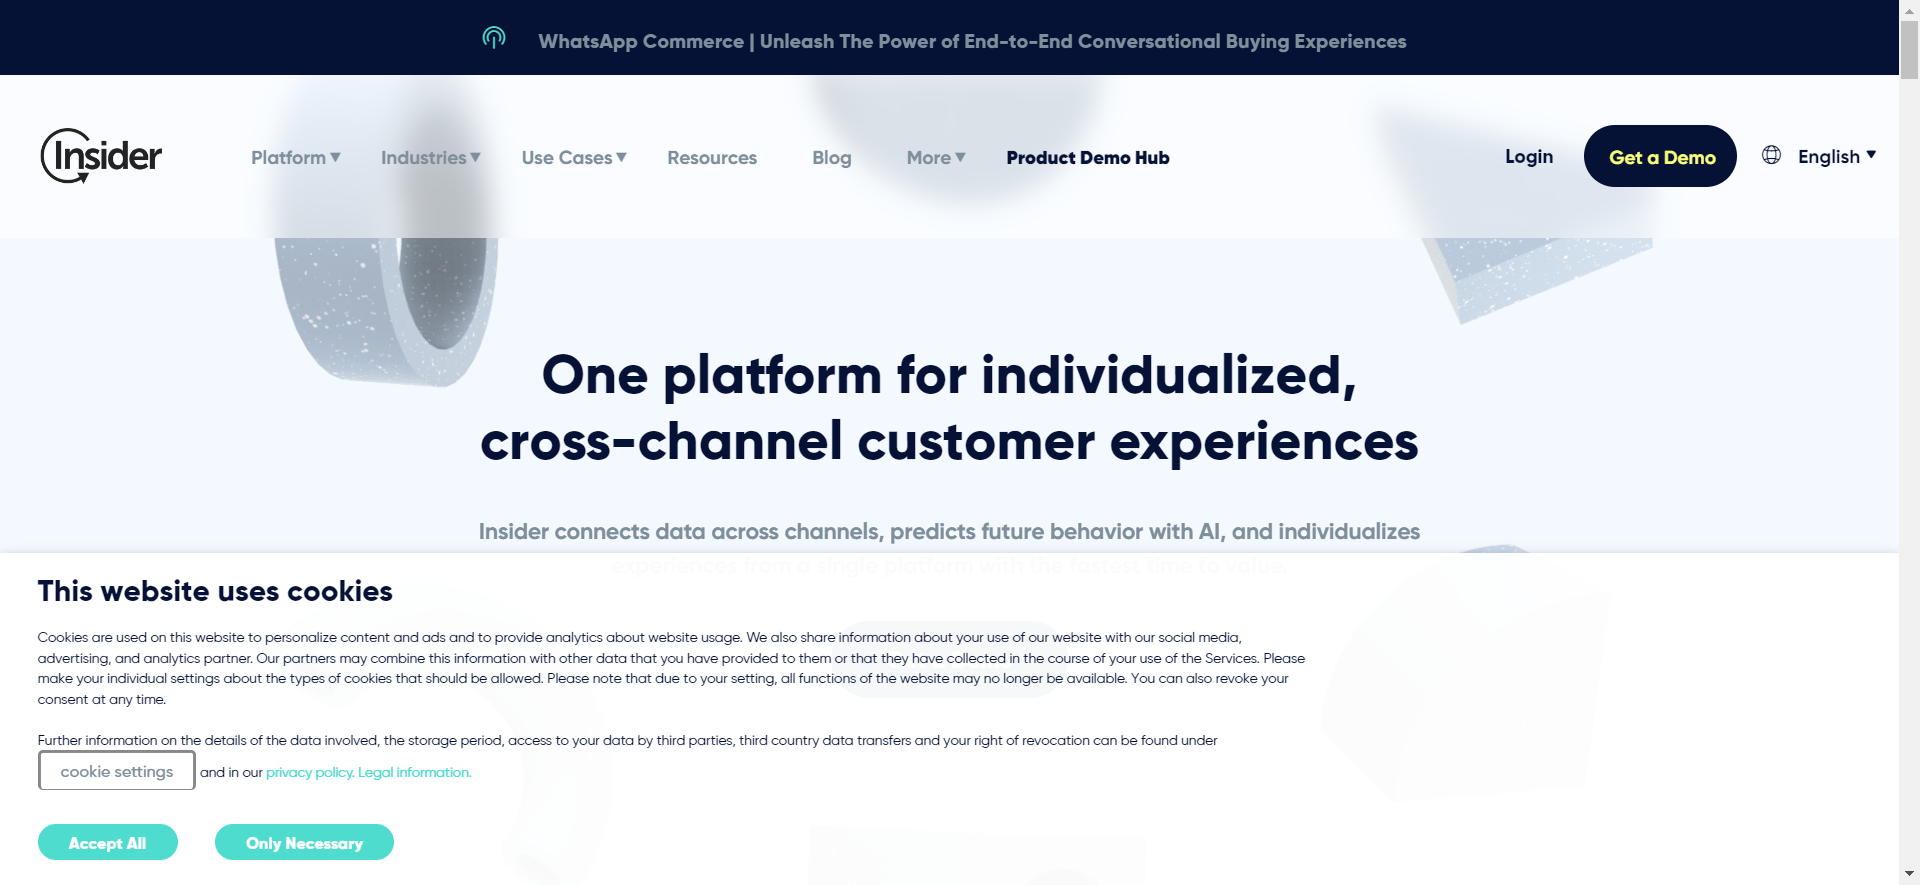 WhatsApp Commerce | Unleash The Power of End-to-End Conversational Buying Experiences
Insider
Platform ▼ Industries ▼ Use Cases ▼ Resources Blog More ▼ Product Demo Hub Login Get a Demo English ▼
One platform for individualized,
cross-channel customer experiences
Insider connects data across channels, predicts future behavior with AI, and individualizes
experiences from a single platform with the fastest time to value.
This website uses cookies
Cookies are used on this website to personalize content and ads and to provide analytics about website usage. We also share information about your use of our website with our social media,
advertising, and analytics partner. Our partners may combine this information with other data that you have provided to them or that they have collected in the course of your use of the Services. Please
make your individual settings about the types of cookies that should be allowed. Please note that due to your setting, all functions of the website may no longer be available. You can also revoke your
consent at any time.
Further information on the details of the data involved, the storage period, access to your data by third parties, third country data transfers and your right of revocation can be found under
cookie settings and in our privacy policy. Legal information.
Accept All Only Necessary